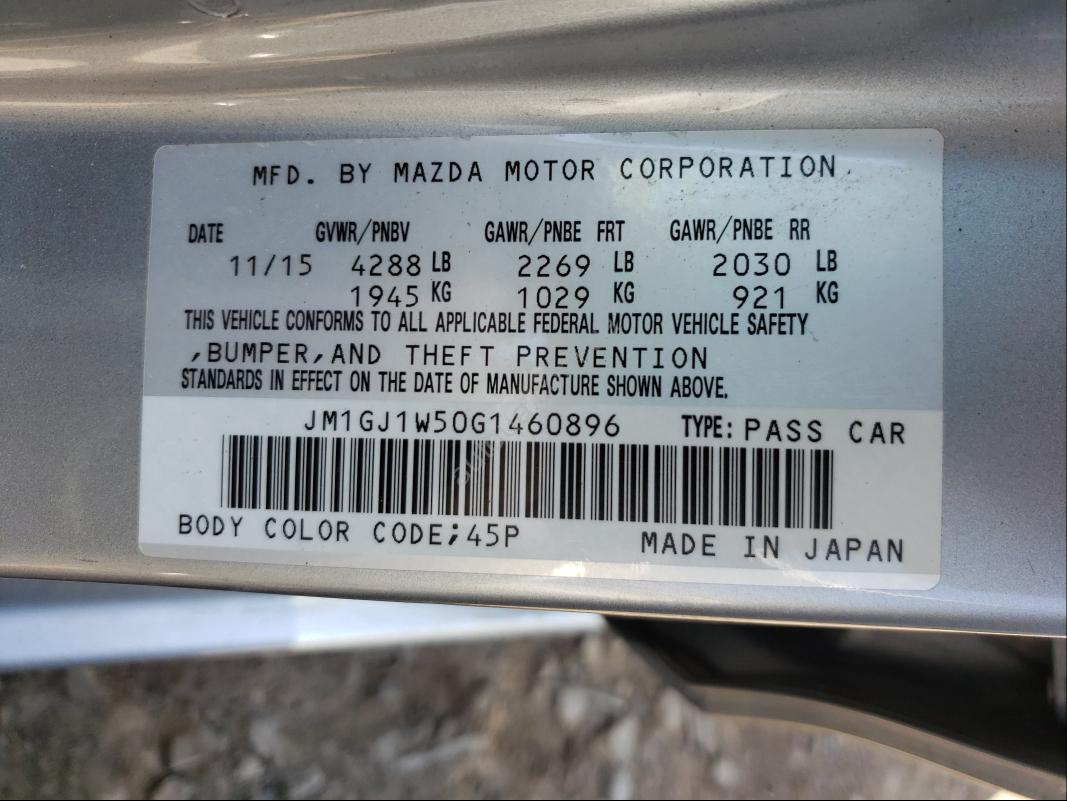 MFD. BY MAZDA MOTOR CORPORATION
DATE GVWR/PNBV GAWR/PNBE FRT GAWR/PNBE RR
11/15 4288 LB 2269 LB 2030 LB
1945 KG 1029 KG 921 KG
THIS VEHICLE CONFORMS TO ALL APPLICABLE FEDERAL MOTOR VEHICLE SAFETY
,BUMPER,AND THEFT PREVENTION
STANDARDS IN EFFECT ON THE DATE OF MANUFACTURE SHOWN ABOVE.
JM1GJ1W50G1460896 TYPE: PASS CAR
BODY COLOR CODE;45P MADE IN JAPAN